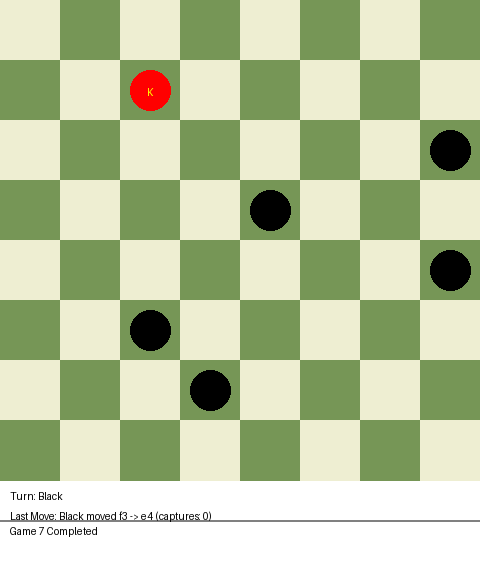 K
Turn: Black
Last Move: Black moved f3 -> e4 (captures: 0)
Game 7 Completed